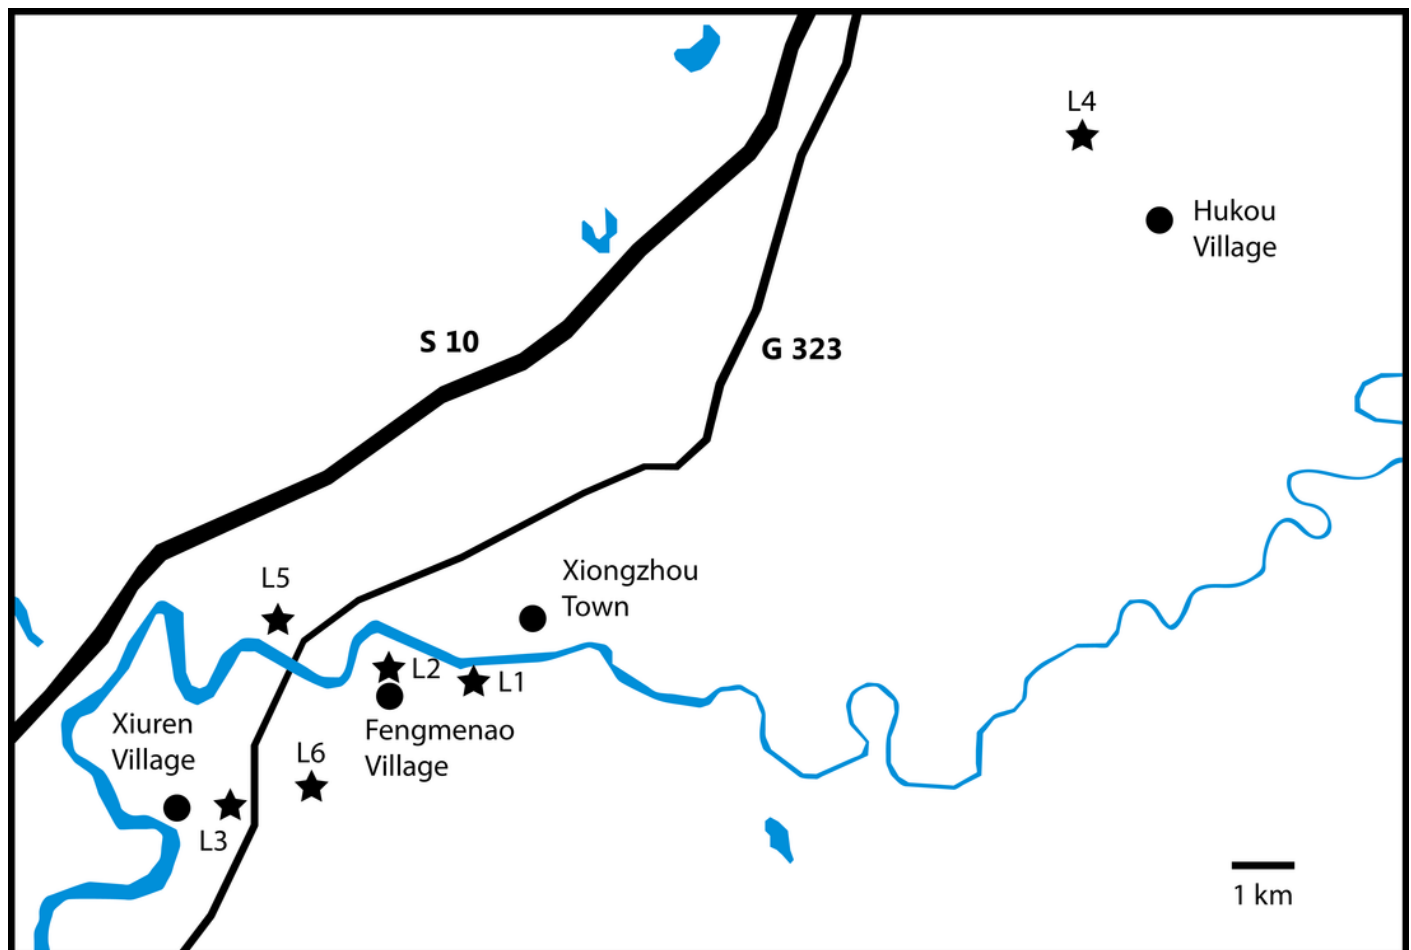 L4
Hukou
Village
S 10
G 323
Xiongzhou
Town
L5
L2
L1
Xiuren
Village
Fengmenao
Village
L6
L3
1 km